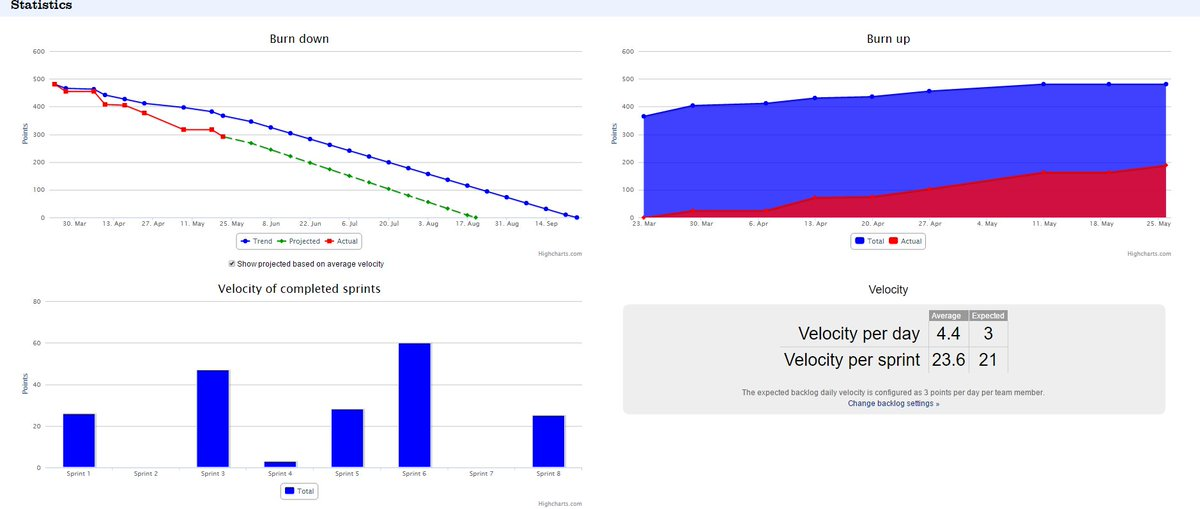 Statistics
Burn down
600
500
400
300
200
100
0
Points
30. Mar 13. Apr 27. Apr 11. May 25. May 8. Jun 22. Jun 6. Jul 20. Jul 3. Aug 17. Aug 31. Aug 14. Sep
Trend Projected Actual
Highcharts.com
Show projected based on average velocity
Burn up
600
500
400
300
200
100
0
Points
23. Mar 30. Mar 6. Apr 13. Apr 20. Apr 27. Apr 4. May 11. May 18. May 25. May
Total Actual
Highcharts.com
Velocity of completed sprints
80
60
40
20
0
Points
Sprint 1 Sprint 2 Sprint 3 Sprint 4 Sprint 5 Sprint 6 Sprint 7 Sprint 8
Total
Highcharts.com
Velocity
Average Expected
Velocity per day 4.4 3
Velocity per sprint 23.6 21
The expected backlog daily velocity is configured as 3 points per day per team member.
Change backlog settings »